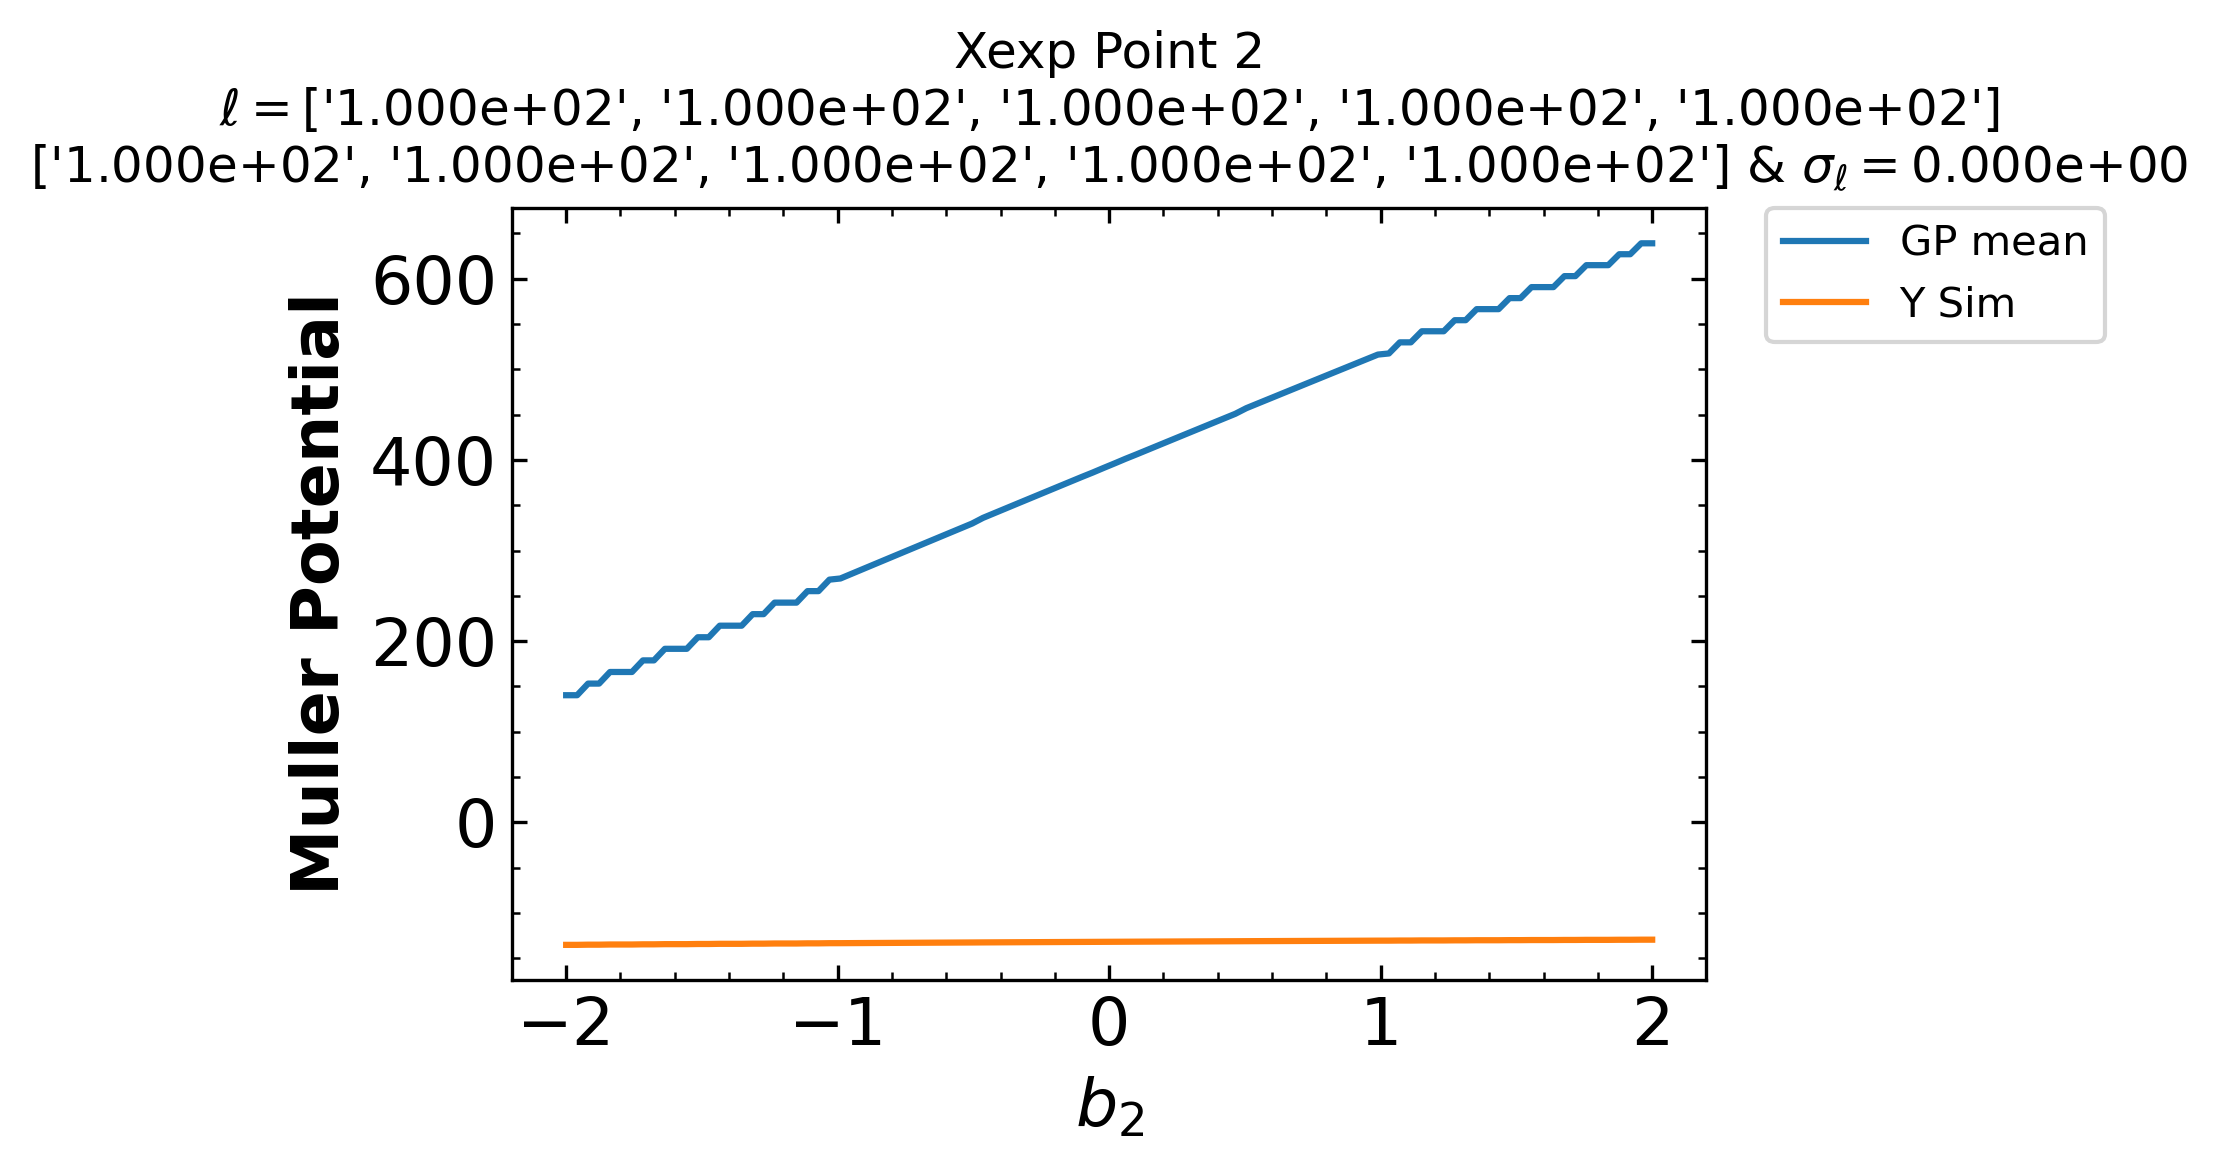 Xexp Point 2
ℓ = ['1.000e+02', '1.000e+02', '1.000e+02', '1.000e+02', '1.000e+02']
['1.000e+02', '1.000e+02', '1.000e+02', '1.000e+02', '1.000e+02'] & σℓ = 0.000e+00
GP mean
Y Sim
Muller Potential
600
400
200
0
−2 −1 0 1 2
b₂